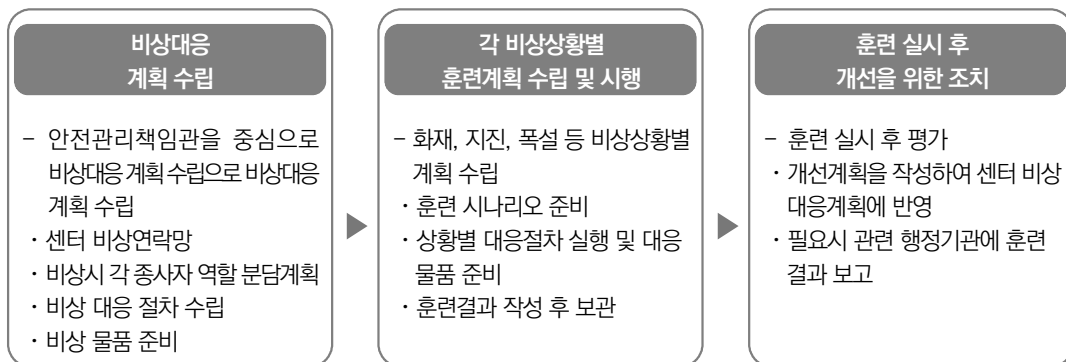 비상대응
계획 수립
- 안전관리책임관을 중심으로
비상대응 계획 수립으로 비상대응
계획 수립
· 센터 비상연락망
· 비상시 각 종사자 역할 분담계획
· 비상 대응 절차 수립
· 비상 물품 준비
각 비상상황별
훈련계획 수립 및 시행
- 화재, 지진, 폭설 등 비상상황별
계획 수립
· 훈련 시나리오 준비
· 상황별 대응절차 실행 및 대응
물품 준비
· 훈련결과 작성 후 보관
훈련 실시 후
개선을 위한 조치
- 훈련 실시 후 평가
· 개선계획을 작성하여 센터 비상
대응계획에 반영
· 필요시 관련 행정기관에 훈련
결과 보고